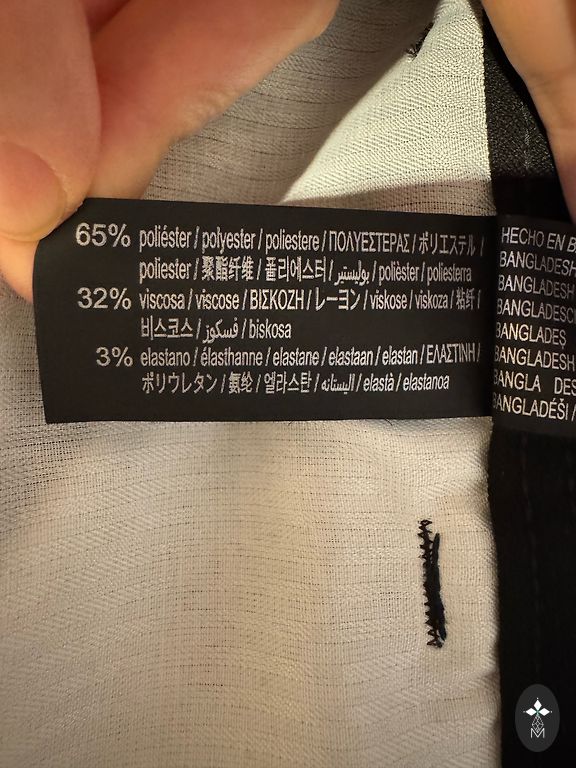 65% poliéster / polyester / poliestere / ΠΟΛΥΕΣΤΕΡΑΣ / ポリエステル /
poliester / 聚酯纤维 / 폴리에스터 / بوليستير / polièster / poliesterra
32% viscosa / viscose / ΒΙΣΚΟΖΗ / レーヨン / viskose / viskoza / 粘纤 /
비스코스 / فسكوز / biskosa
3% elastano / élasthanne / elastane / elastaan / elastan / ΕΛΑΣΤΙΝΗ /
ポリウレタン / 氨纶 / 엘라스탄 / اليستانه / elastà / elastanoa
HECHO EN
BANGLADESH
BANGLADESH
BANGLADESCH
BANGLADEŞ
BANGLADESH
BANGLA DES
BANGLADÉŠI /
M